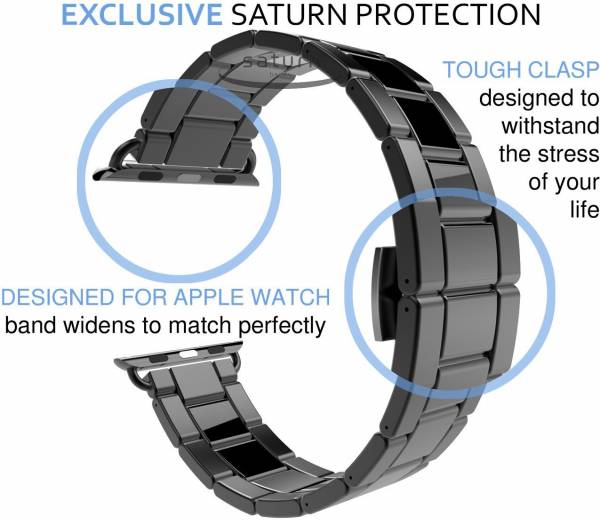 EXCLUSIVE SATURN PROTECTION
saturn
TOUGH CLASP
designed to
withstand
the stress
of your
life
DESIGNED FOR APPLE WATCH
band widens to match perfectly